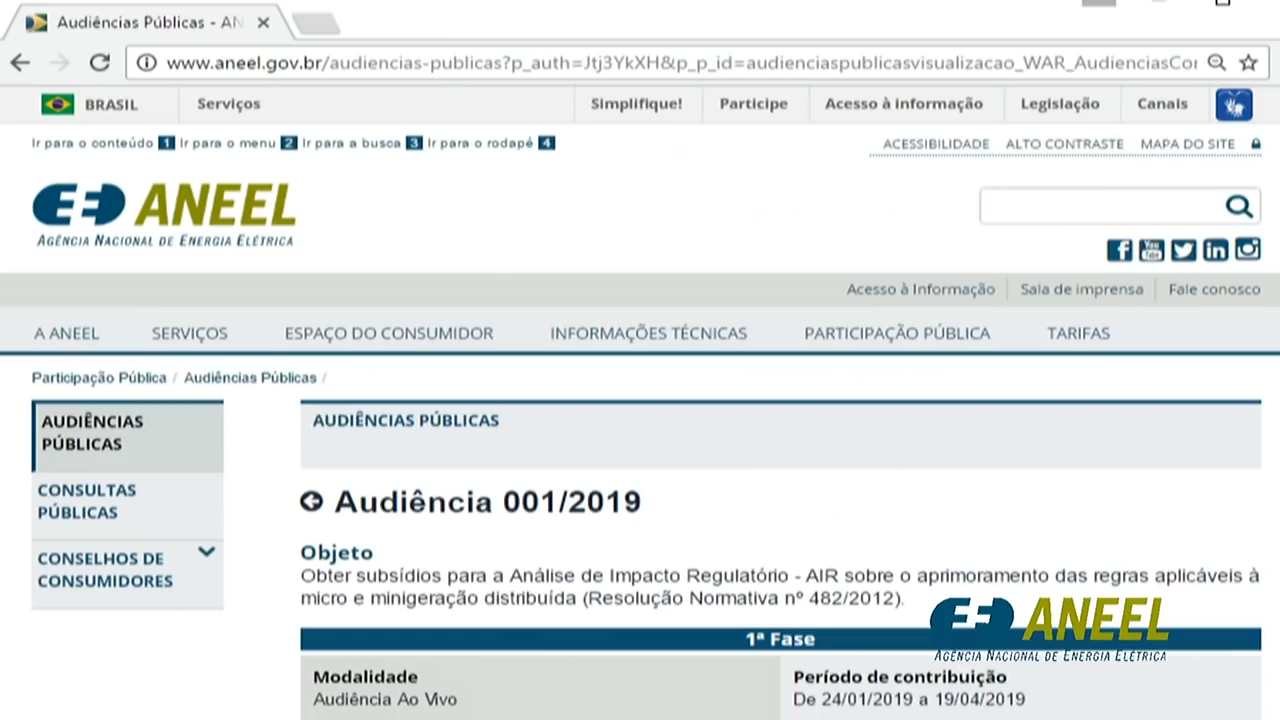 Audiências Públicas - AN
www.aneel.gov.br/audiencias-publicas?p_auth=Jtj3YkXH&p_p_id=audienciaspublicasvisualizacao_WAR_AudienciasCor
BRASIL Serviços Simplifique! Participe Acesso à informação Legislação Canais
Ir para o conteúdo 1 Ir para o menu 2 Ir para a busca 3 Ir para o rodapé 4 ACESSIBILIDADE ALTO CONTRASTE MAPA DO SITE
ANEEL
AGÊNCIA NACIONAL DE ENERGIA ELÉTRICA
You Tube
Acesso à Informação Sala de imprensa Fale conosco
A ANEEL SERVIÇOS ESPAÇO DO CONSUMIDOR INFORMAÇÕES TÉCNICAS PARTICIPAÇÃO PÚBLICA TARIFAS
Participação Pública / Audiências Públicas /
AUDIÊNCIAS
PÚBLICAS
CONSULTAS
PÚBLICAS
CONSELHOS DE
CONSUMIDORES
AUDIÊNCIAS PÚBLICAS
Audiência 001/2019
Objeto
Obter subsídios para a Análise de Impacto Regulatório - AIR sobre o aprimoramento das regras aplicáveis à
micro e minigeração distribuída (Resolução Normativa nº 482/2012).
1ª Fase
Modalidade
Audiência Ao Vivo
Período de contribuição
De 24/01/2019 a 19/04/2019
ANEEL
AGÊNCIA NACIONAL DE ENERGIA ELÉTRICA